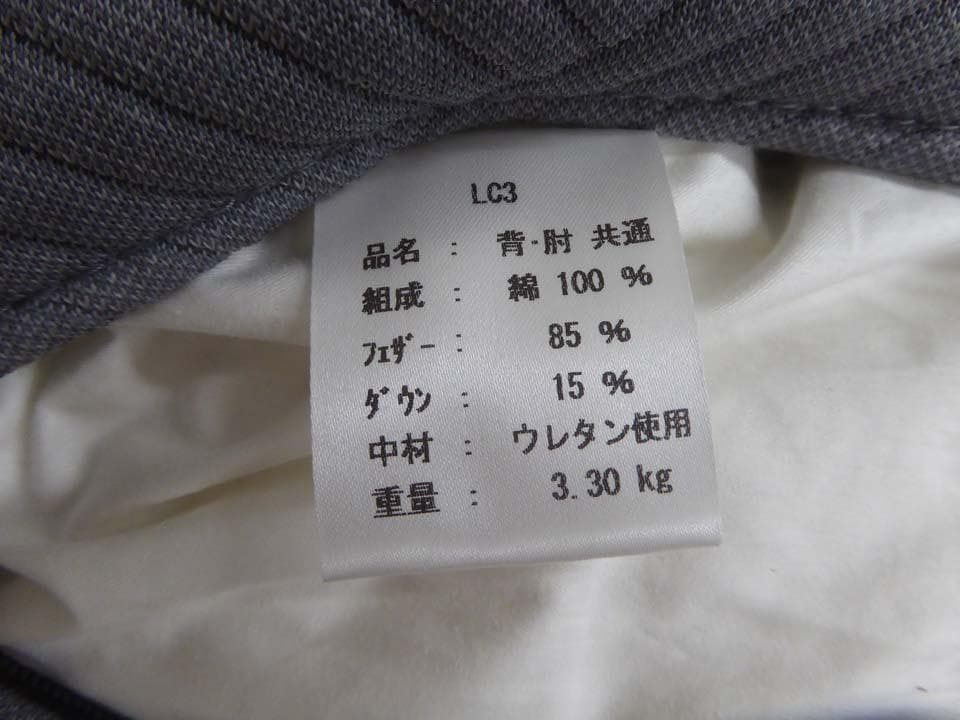 LC3
品名 : 背・肘 共通
組成 : 綿 100 %
フェザー : 85 %
ダウン : 15 %
中材 : ウレタン使用
重量 : 3.30 kg